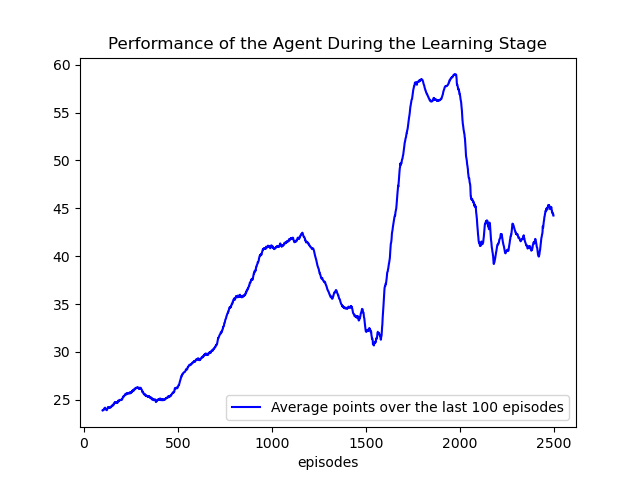 Performance of the Agent During the Learning Stage
60
55
50
45
40
35
30
25
Average points over the last 100 episodes
0 500 1000 1500 2000 2500
episodes